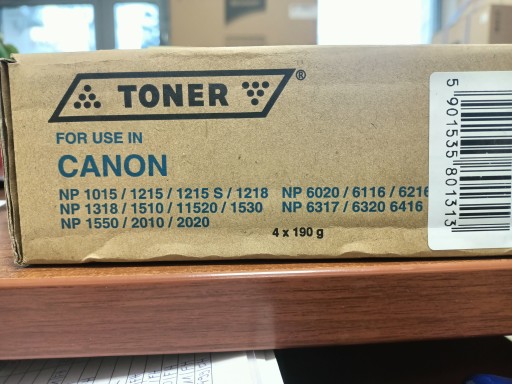 TONER ®
FOR USE IN
CANON
NP 1015 / 1215 / 1215 S / 1218 NP 6020 / 6116 / 6216
NP 1318 / 1510 / 11520 / 1530 NP 6317 / 6320 6416
NP 1550 / 2010 / 2020
4 x 190 g
5 901535 801313